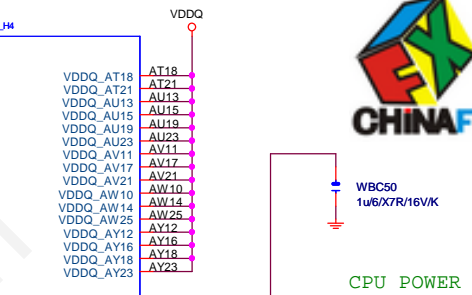 VDDQ
_H4
VDDQ_AT18 AT18
VDDQ_AT21 AT21
VDDQ_AU13 AU13
VDDQ_AU15 AU15
VDDQ_AU19 AU19
VDDQ_AU23 AU23
VDDQ_AV11 AV11
VDDQ_AV17 AV17
VDDQ_AV21 AV21
VDDQ_AW10 AW10
VDDQ_AW14 AW14
VDDQ_AW25 AW25
VDDQ_AY12 AY12
VDDQ_AY16 AY16
VDDQ_AY18 AY18
VDDQ_AY23 AY23
FX
CHINAF
WBC50
1u/6/X7R/16V/K
CPU POWER